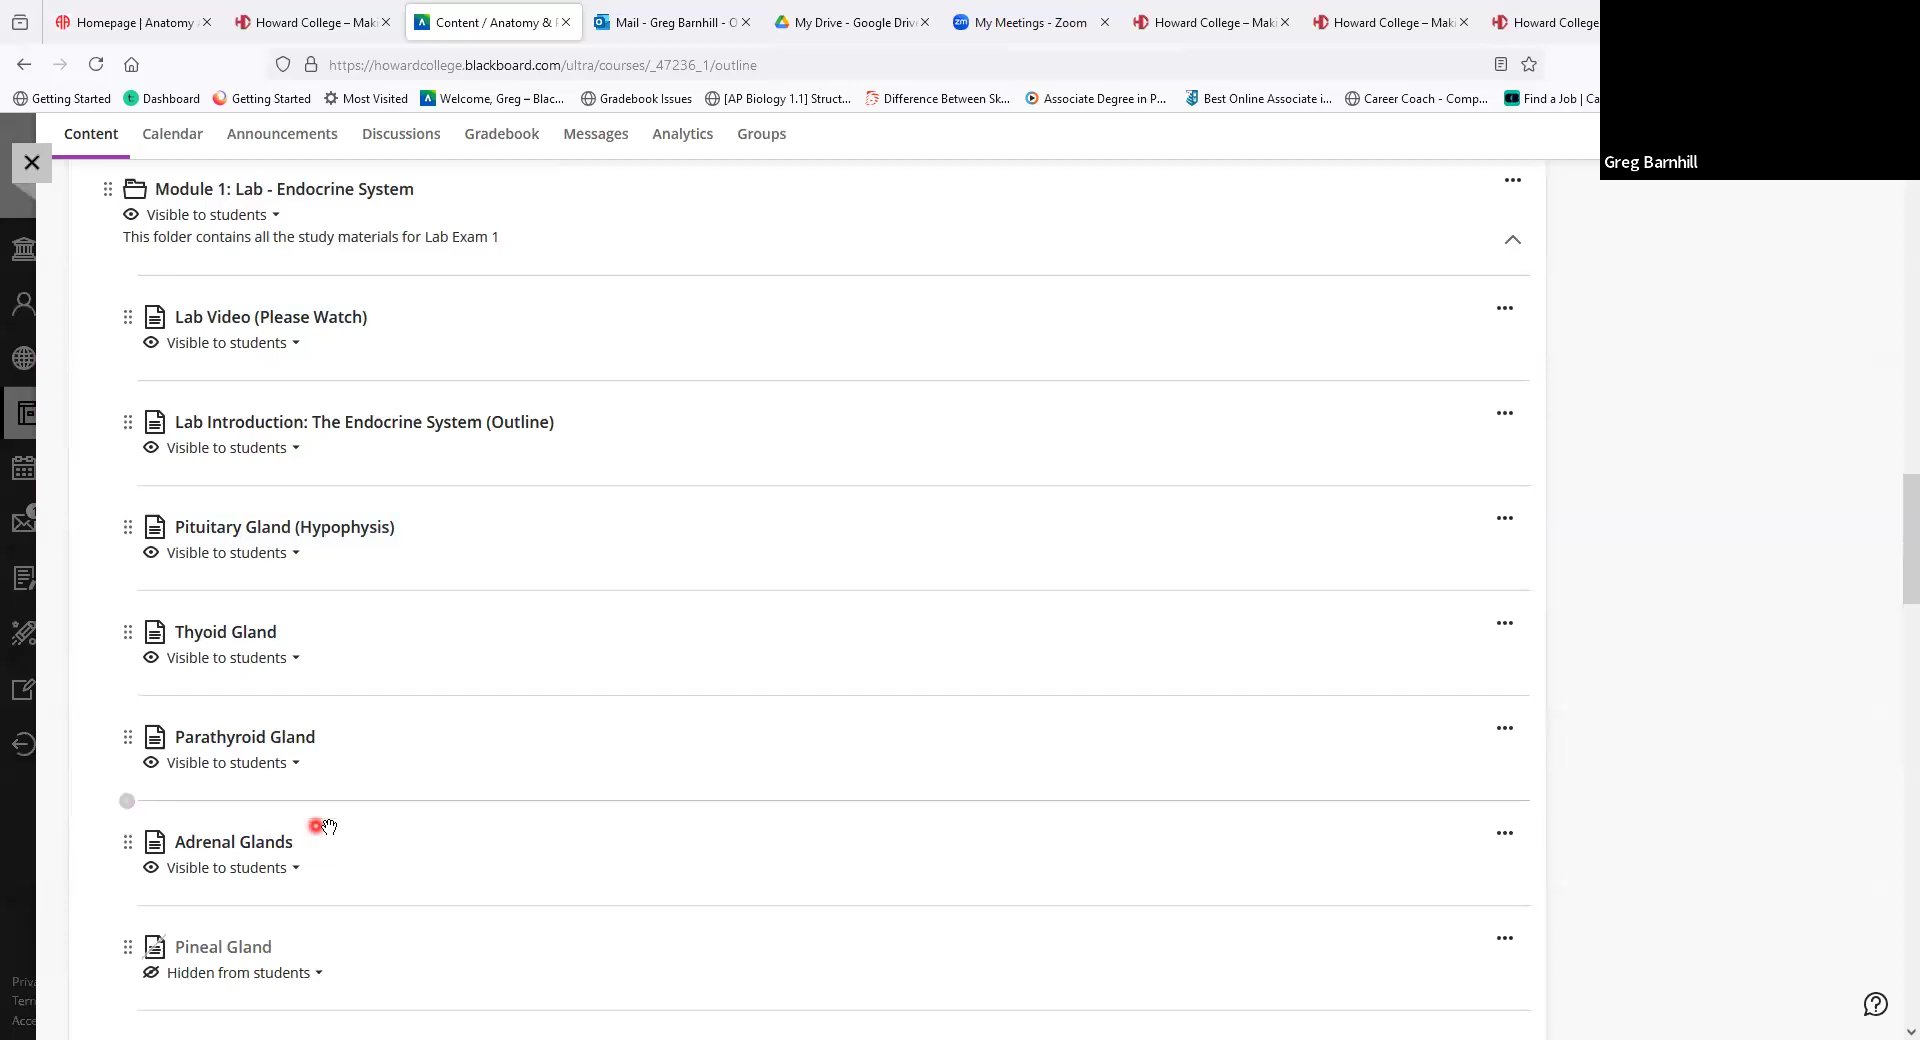 Homepage | Anatomy
Howard College – Maki
Content / Anatomy & P
Mail - Greg Barnhill - O
My Drive - Google Driv
My Meetings - Zoom
Howard College – Maki
Howard College – Maki
Howard College
https://howardcollege.blackboard.com/ultra/courses/_47236_1/outline
Getting Started
Dashboard
Getting Started
Most Visited
Welcome, Greg – Blac...
Gradebook Issues
[AP Biology 1.1] Struct...
Difference Between Sk...
Associate Degree in P...
Best Online Associate i...
Career Coach - Comp...
Find a Job | Ca
Content
Calendar
Announcements
Discussions
Gradebook
Messages
Analytics
Groups
Greg Barnhill
Module 1: Lab - Endocrine System
Visible to students
This folder contains all the study materials for Lab Exam 1
Lab Video (Please Watch)
Visible to students
Lab Introduction: The Endocrine System (Outline)
Visible to students
Pituitary Gland (Hypophysis)
Visible to students
Thyoid Gland
Visible to students
Parathyroid Gland
Visible to students
Adrenal Glands
Visible to students
Pineal Gland
Hidden from students
Priv
Term
Acce